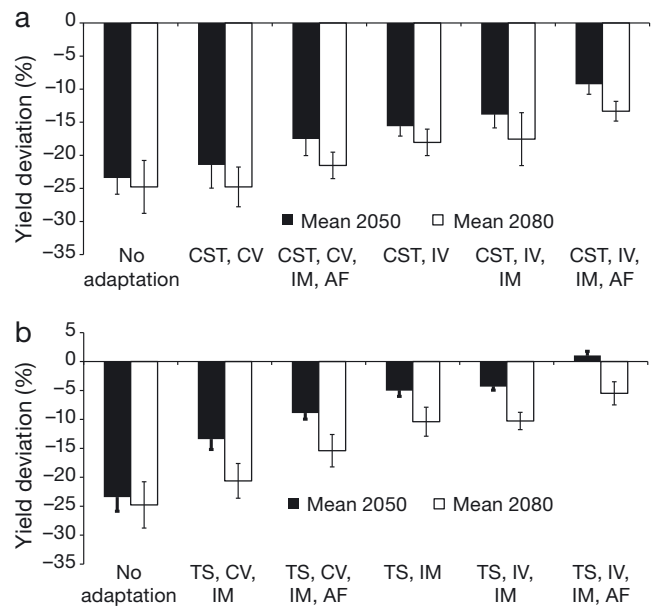 a
Yield deviation (%)
0
−5
−10
−15
−20
−25
−30
−35
Mean 2050 Mean 2080
No adaptation
CST, CV
CST, CV, IM, AF
CST, IV
CST, IV, IM
CST, IV, IM, AF
b
Yield deviation (%)
5
0
−5
−10
−15
−20
−25
−30
−35
Mean 2050 Mean 2080
No adaptation
TS, CV, IM
TS, CV, IM, AF
TS, IM
TS, IV, IM
TS, IV, IM, AF